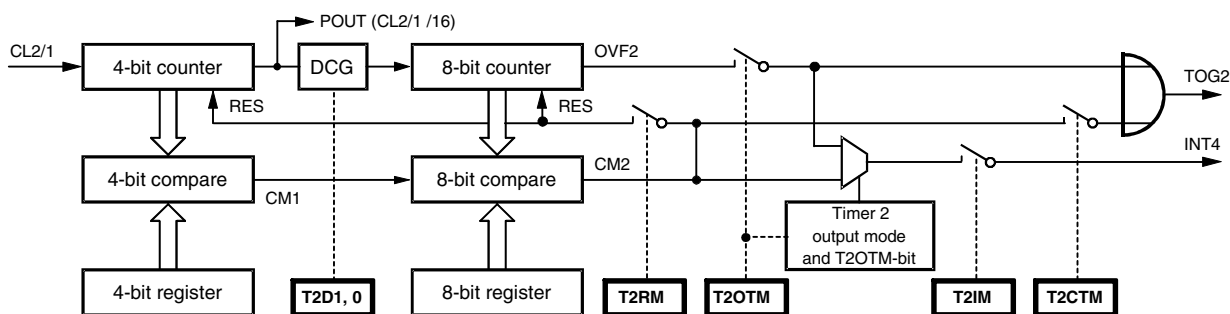 POUT (CL2/1 /16)
CL2/1
4-bit counter
DCG
8-bit counter
OVF2
TOG2
RES
RES
4-bit compare
CM1
8-bit compare
CM2
INT4
Timer 2
output mode
and T2OTM-bit
4-bit register
T2D1, 0
8-bit register
T2RM
T2OTM
T2IM
T2CTM